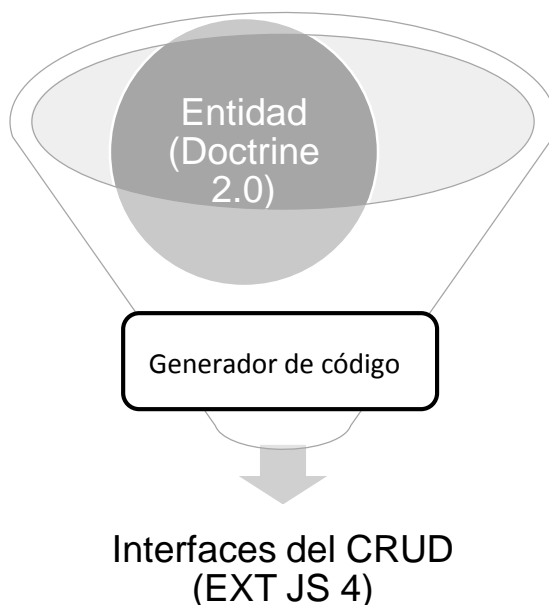 Entidad
(Doctrine
2.0)
Generador de código
Interfaces del CRUD
(EXT JS 4)